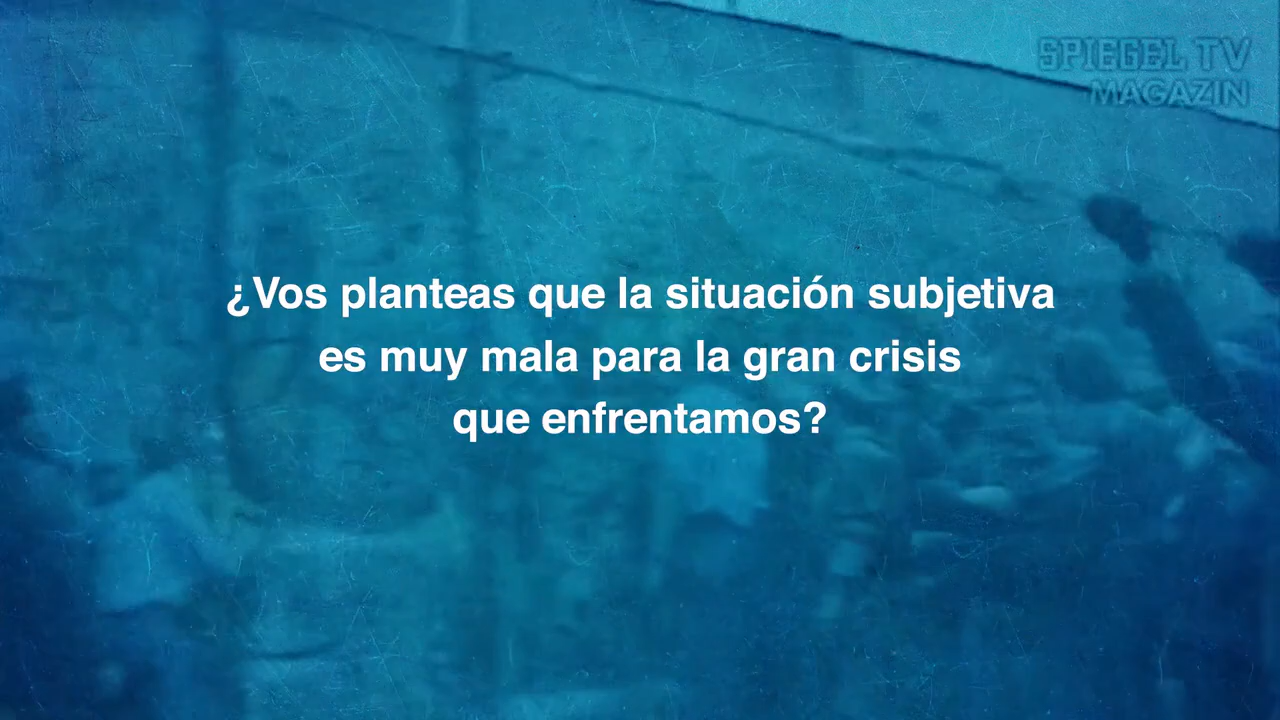 SPIEGEL TV
MAGAZIN
¿Vos planteas que la situación subjetiva
es muy mala para la gran crisis
que enfrentamos?